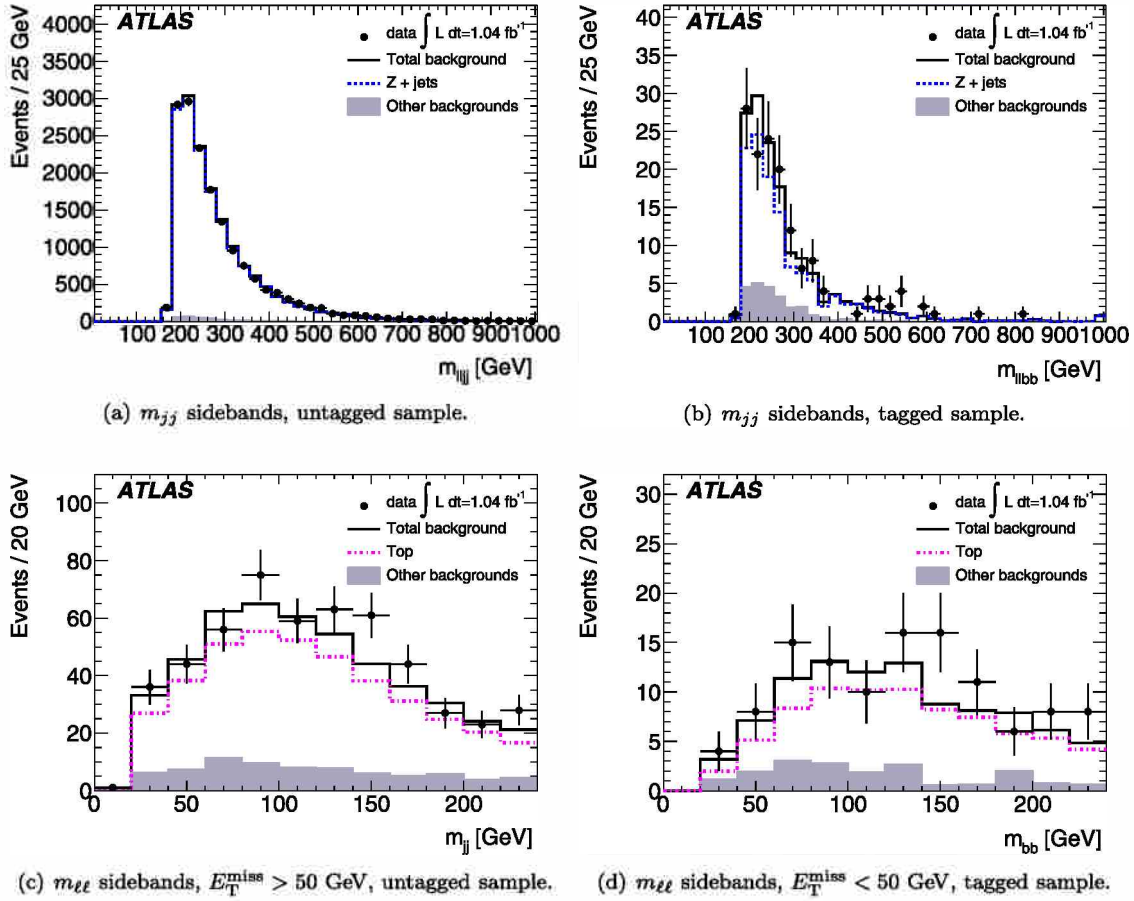 ATLAS
data ∫ L dt=1.04 fb⁻¹
Total background
Z + jets
Other backgrounds
Events / 25 GeV
4000
3500
3000
2500
2000
1500
1000
500
0
100 200 300 400 500 600 700 800 900 1000
m_lljj [GeV]
(a) m_jj sidebands, untagged sample.
ATLAS
data ∫ L dt=1.04 fb⁻¹
Total background
Z + jets
Other backgrounds
Events / 25 GeV
40
35
30
25
20
15
10
5
0
100 200 300 400 500 600 700 800 900 1000
m_llbb [GeV]
(b) m_jj sidebands, tagged sample.
ATLAS
data ∫ L dt=1.04 fb⁻¹
Total background
Top
Other backgrounds
Events / 20 GeV
100
80
60
40
20
0
0 50 100 150 200
m_jj [GeV]
(c) m_ℓℓ sidebands, E_T^miss > 50 GeV, untagged sample.
ATLAS
data ∫ L dt=1.04 fb⁻¹
Total background
Top
Other backgrounds
Events / 20 GeV
30
25
20
15
10
5
0
0 50 100 150 200
m_bb [GeV]
(d) m_ℓℓ sidebands, E_T^miss < 50 GeV, tagged sample.